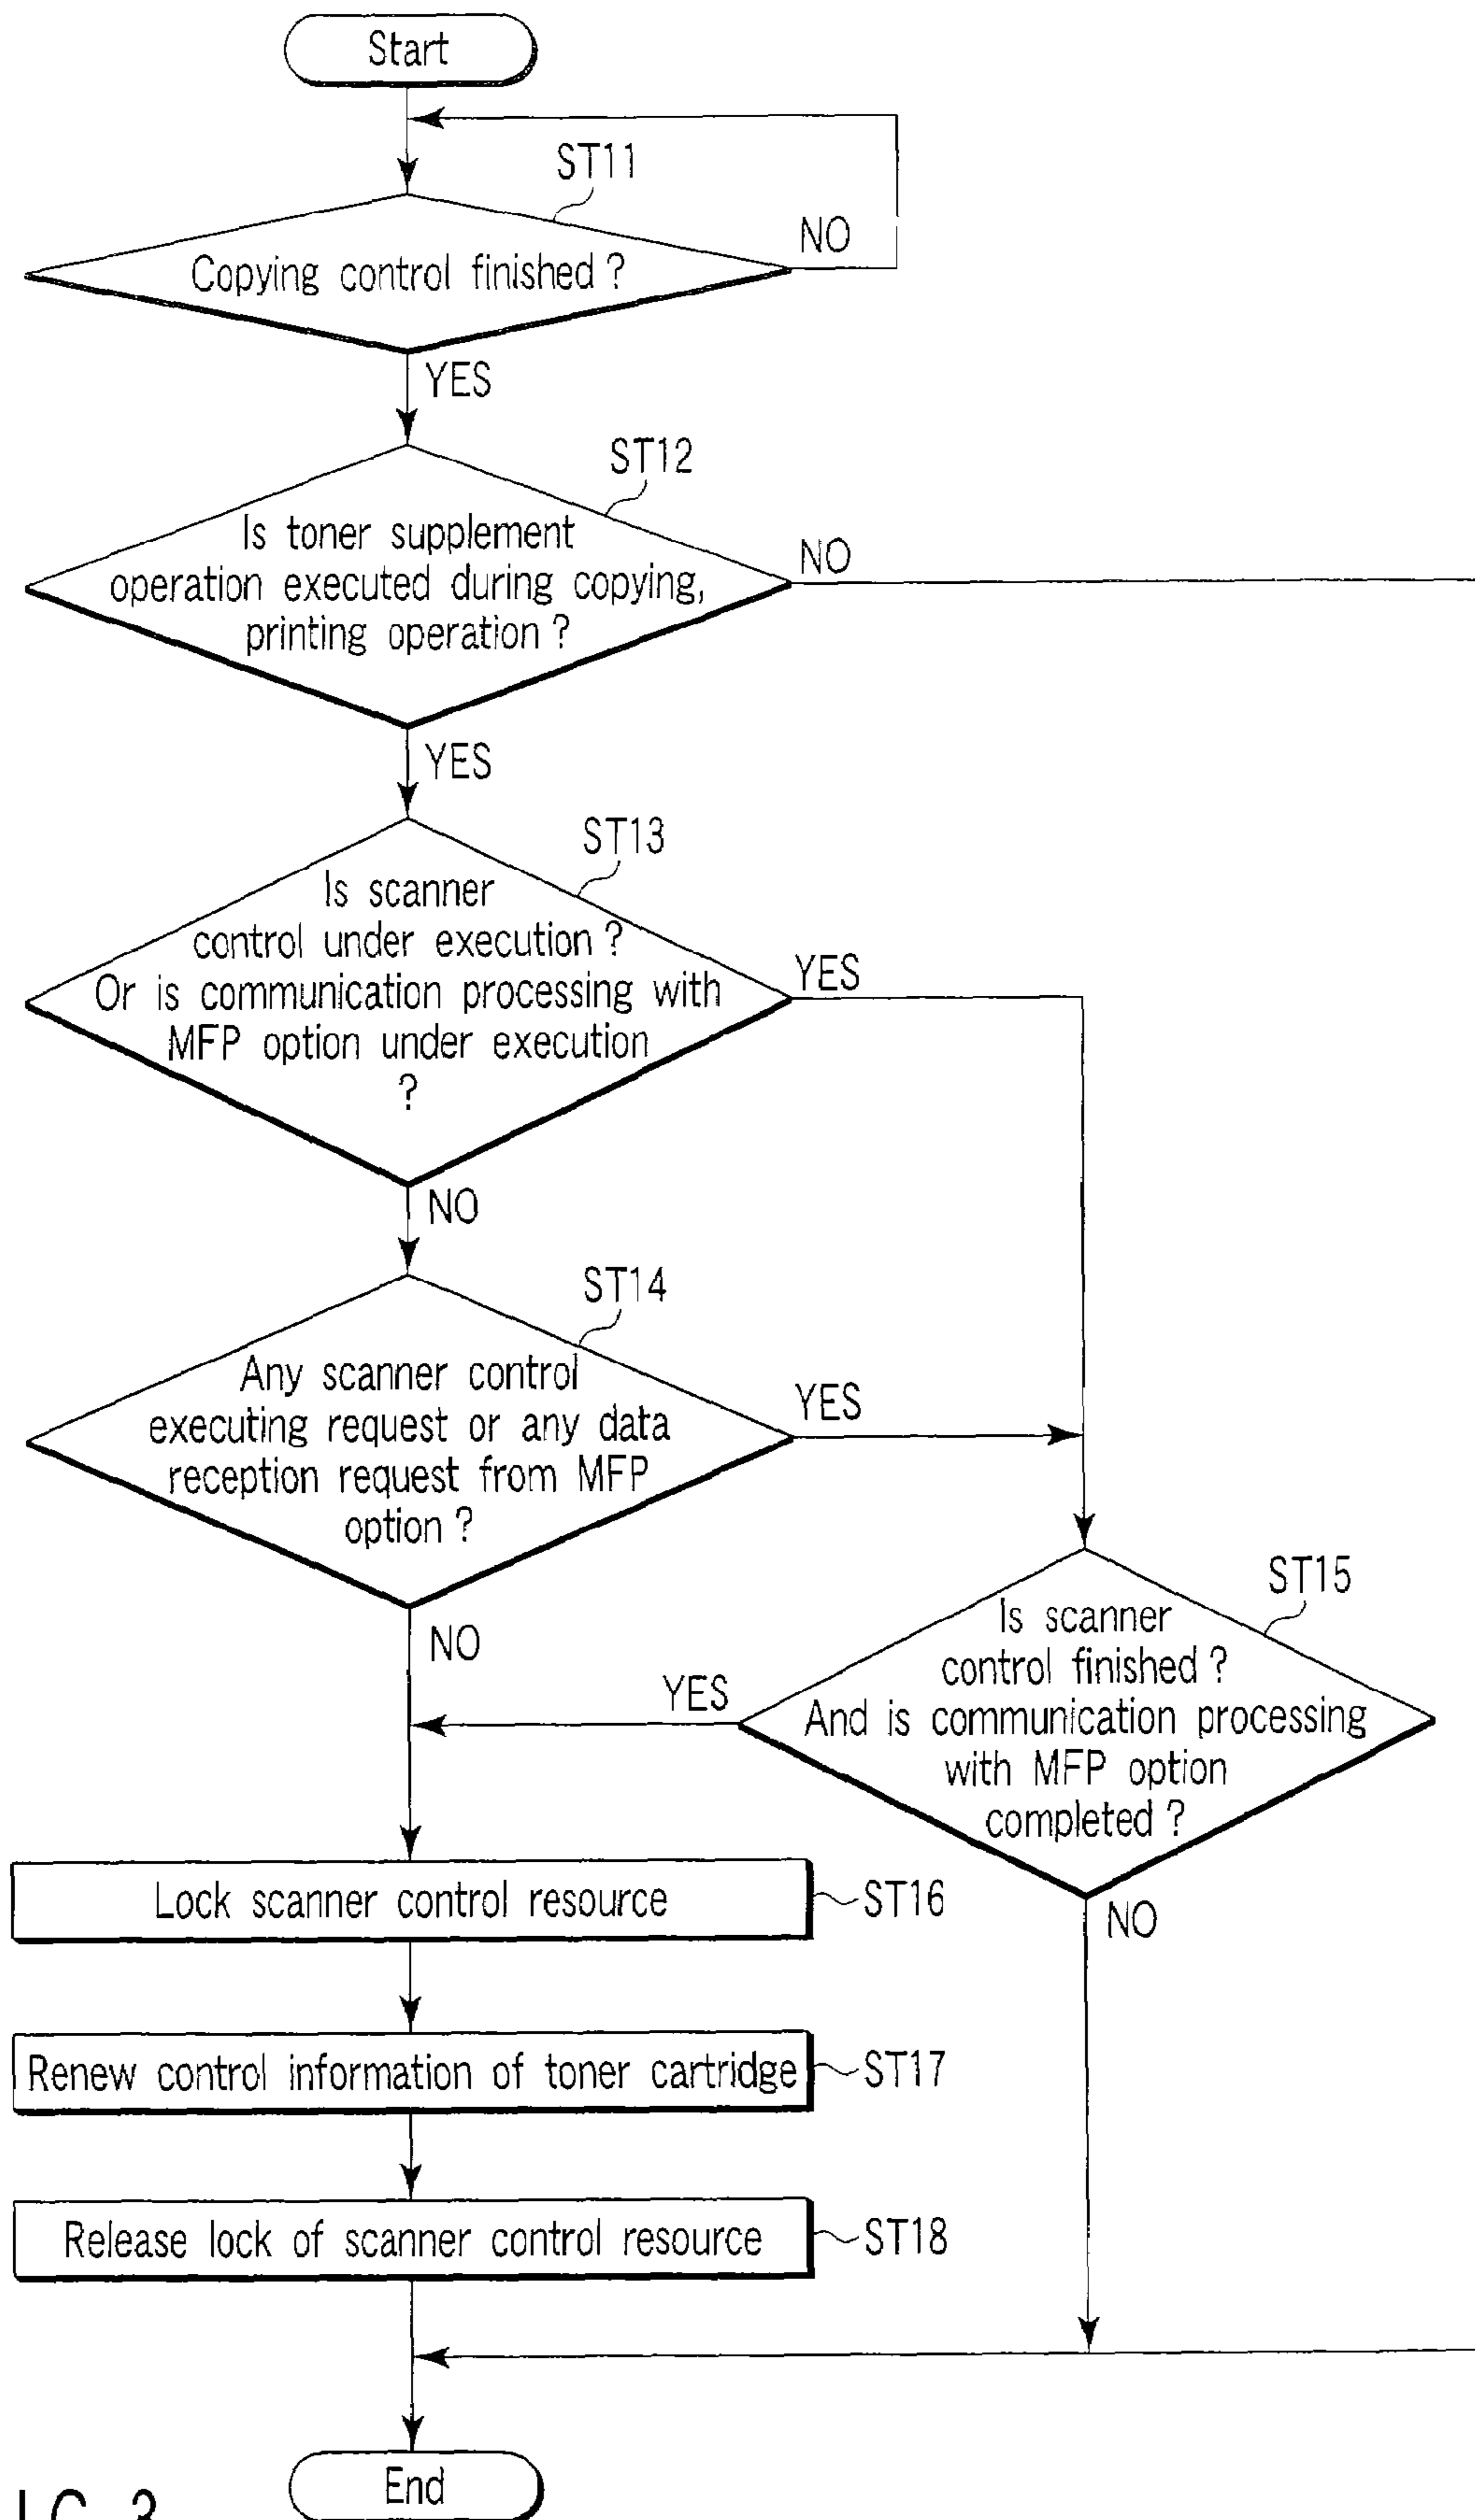 Start
ST11
NO
Copying control finished ?
YES
ST12
Is toner supplement
operation executed during copying,
printing operation ?
NO
YES
ST13
Is scanner
control under execution ?
Or is communication processing with
MFP option under execution
?
YES
NO
ST14
Any scanner control
executing request or any data
reception request from MFP
option ?
YES
NO
ST15
Is scanner
control finished ?
And is communication processing
with MFP option
completed ?
YES
NO
Lock scanner control resource
ST16
Renew control information of toner cartridge
ST17
Release lock of scanner control resource
ST18
End